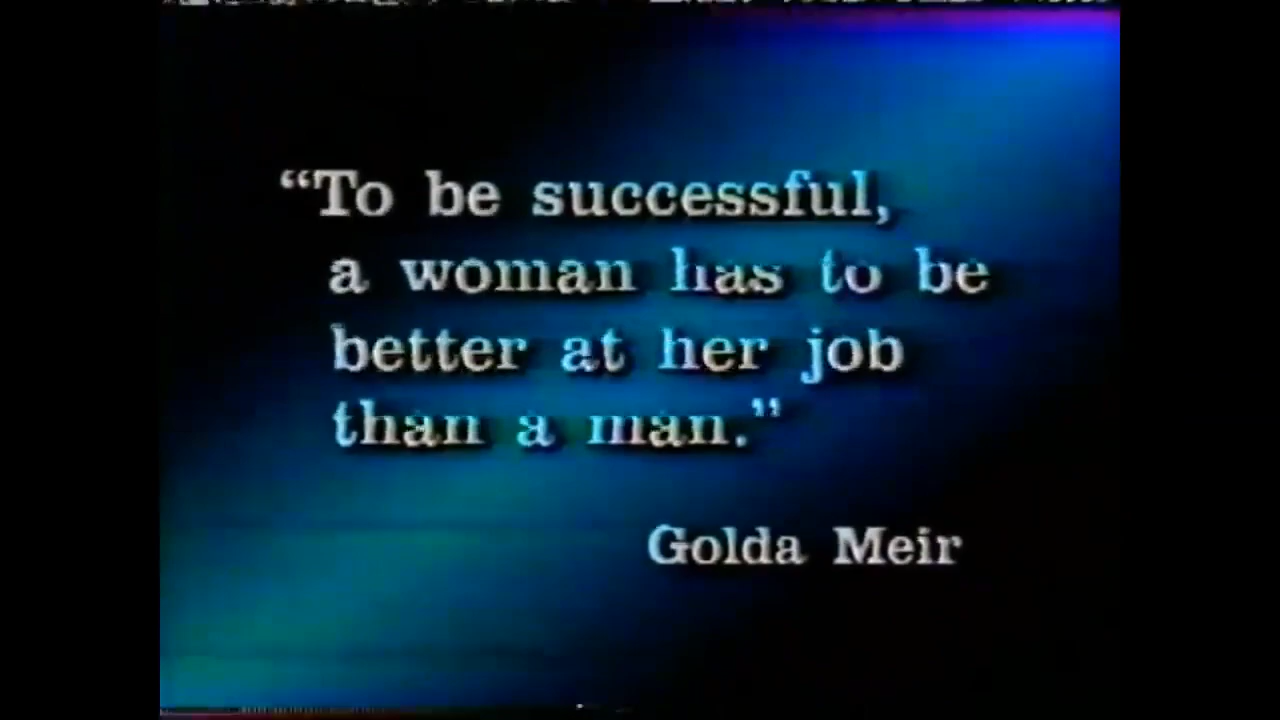 “To be successful,
a woman has to be
better at her job
than a man.”
Golda Meir